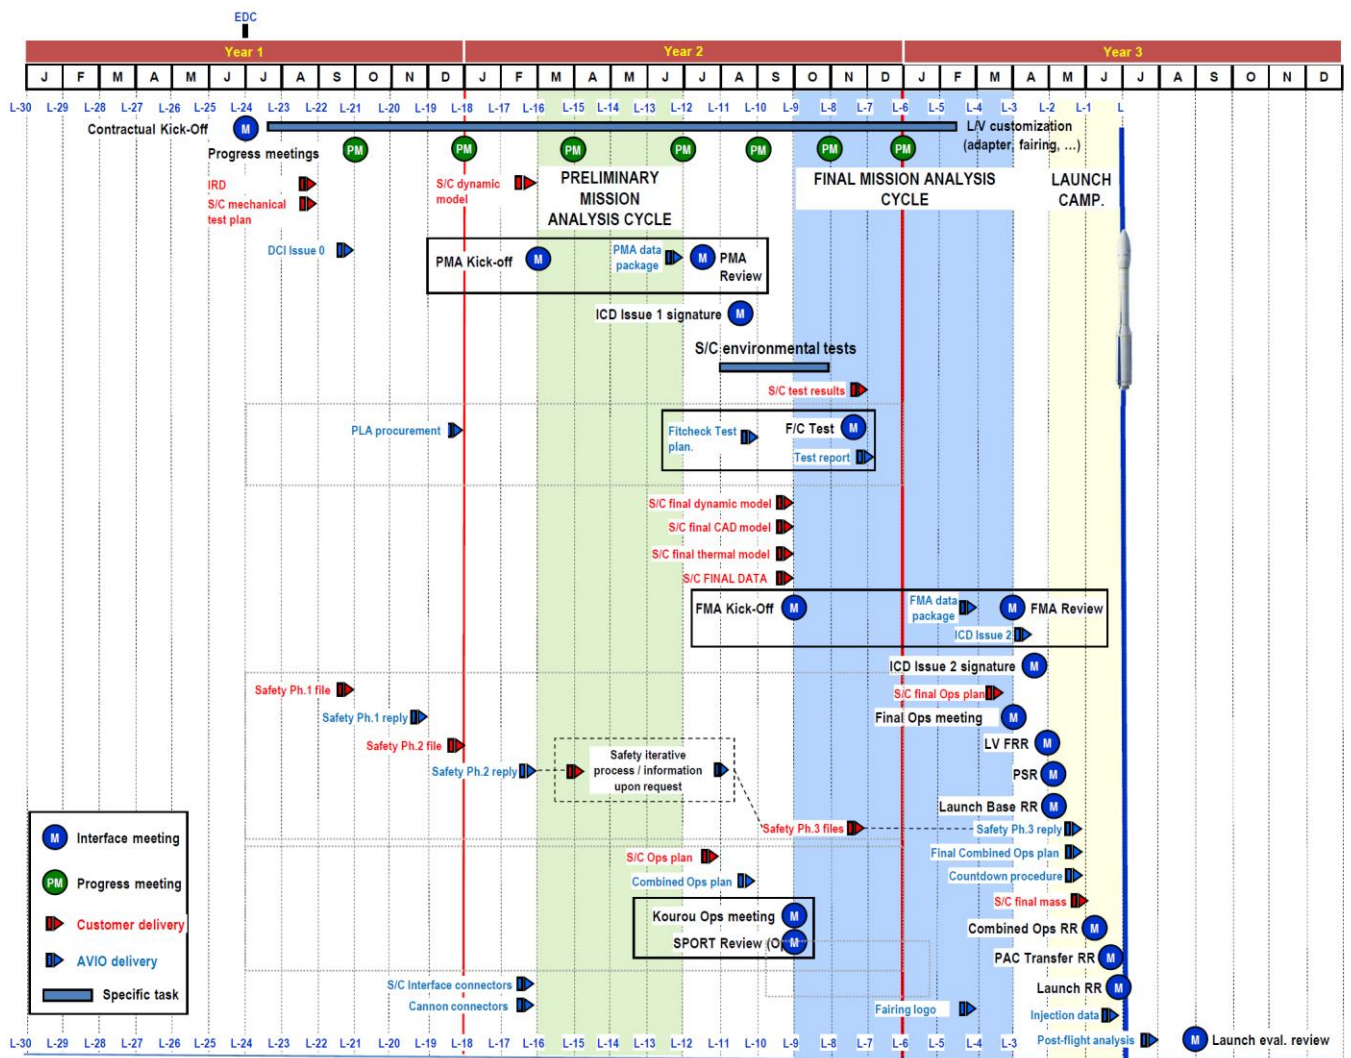 EDC
Year 1 Year 2 Year 3
J F M A M J J A S O N D J F M A M J J A S O N D J F M A M J J A S O N D
L-30 L-29 L-28 L-27 L-26 L-25 L-24 L-23 L-22 L-21 L-20 L-19 L-18 L-17 L-16 L-15 L-14 L-13 L-12 L-11 L-10 L-9 L-8 L-7 L-6 L-5 L-4 L-3 L-2 L-1 L
Contractual Kick-Off M
L/V customization
(adapter, fairing, ...)
Progress meetings PM PM PM PM PM PM PM
IRD
S/C mechanical
test plan
S/C dynamic
model
PRELIMINARY
MISSION
ANALYSIS CYCLE
FINAL MISSION ANALYSIS
CYCLE
LAUNCH
CAMP.
DCI Issue 0
PMA Kick-off M
PMA data
package
M PMA
Review
ICD Issue 1 signature M
S/C environmental tests
S/C test results
PLA procurement
Fitcheck Test
plan.
F/C Test M
Test report
S/C final dynamic model
S/C final CAD model
S/C final thermal model
S/C FINAL DATA
FMA Kick-Off M
FMA data
package
M FMA Review
ICD Issue 2
ICD Issue 2 signature M
Safety Ph.1 file
S/C final Ops plan
Safety Ph.1 reply
Final Ops meeting M
Safety Ph.2 file
LV FRR M
Safety Ph.2 reply
Safety iterative
process / information
upon request
PSR M
Launch Base RR M
Safety Ph.3 files
Safety Ph.3 reply
S/C Ops plan
Final Combined Ops plan
Combined Ops plan
Countdown procedure
S/C final mass
Kourou Ops meeting M
Combined Ops RR M
SPORT Review (Op M
PAC Transfer RR M
S/C Interface connectors
Launch RR M
Cannon connectors
Fairing logo
Injection data
Post-flight analysis
M Launch eval. review
M Interface meeting
PM Progress meeting
Customer delivery
AVIO delivery
Specific task
L-30 L-29 L-28 L-27 L-26 L-25 L-24 L-23 L-22 L-21 L-20 L-19 L-18 L-17 L-16 L-15 L-14 L-13 L-12 L-11 L-10 L-9 L-8 L-7 L-6 L-5 L-4 L-3 L-2 L-1 L